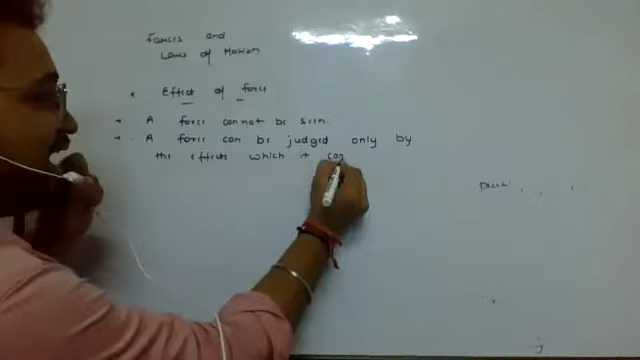 Forces and
Laws of Motion
Effect of force
→ A force cannot be seen.
→ A force can be judged only by
the effects which it can